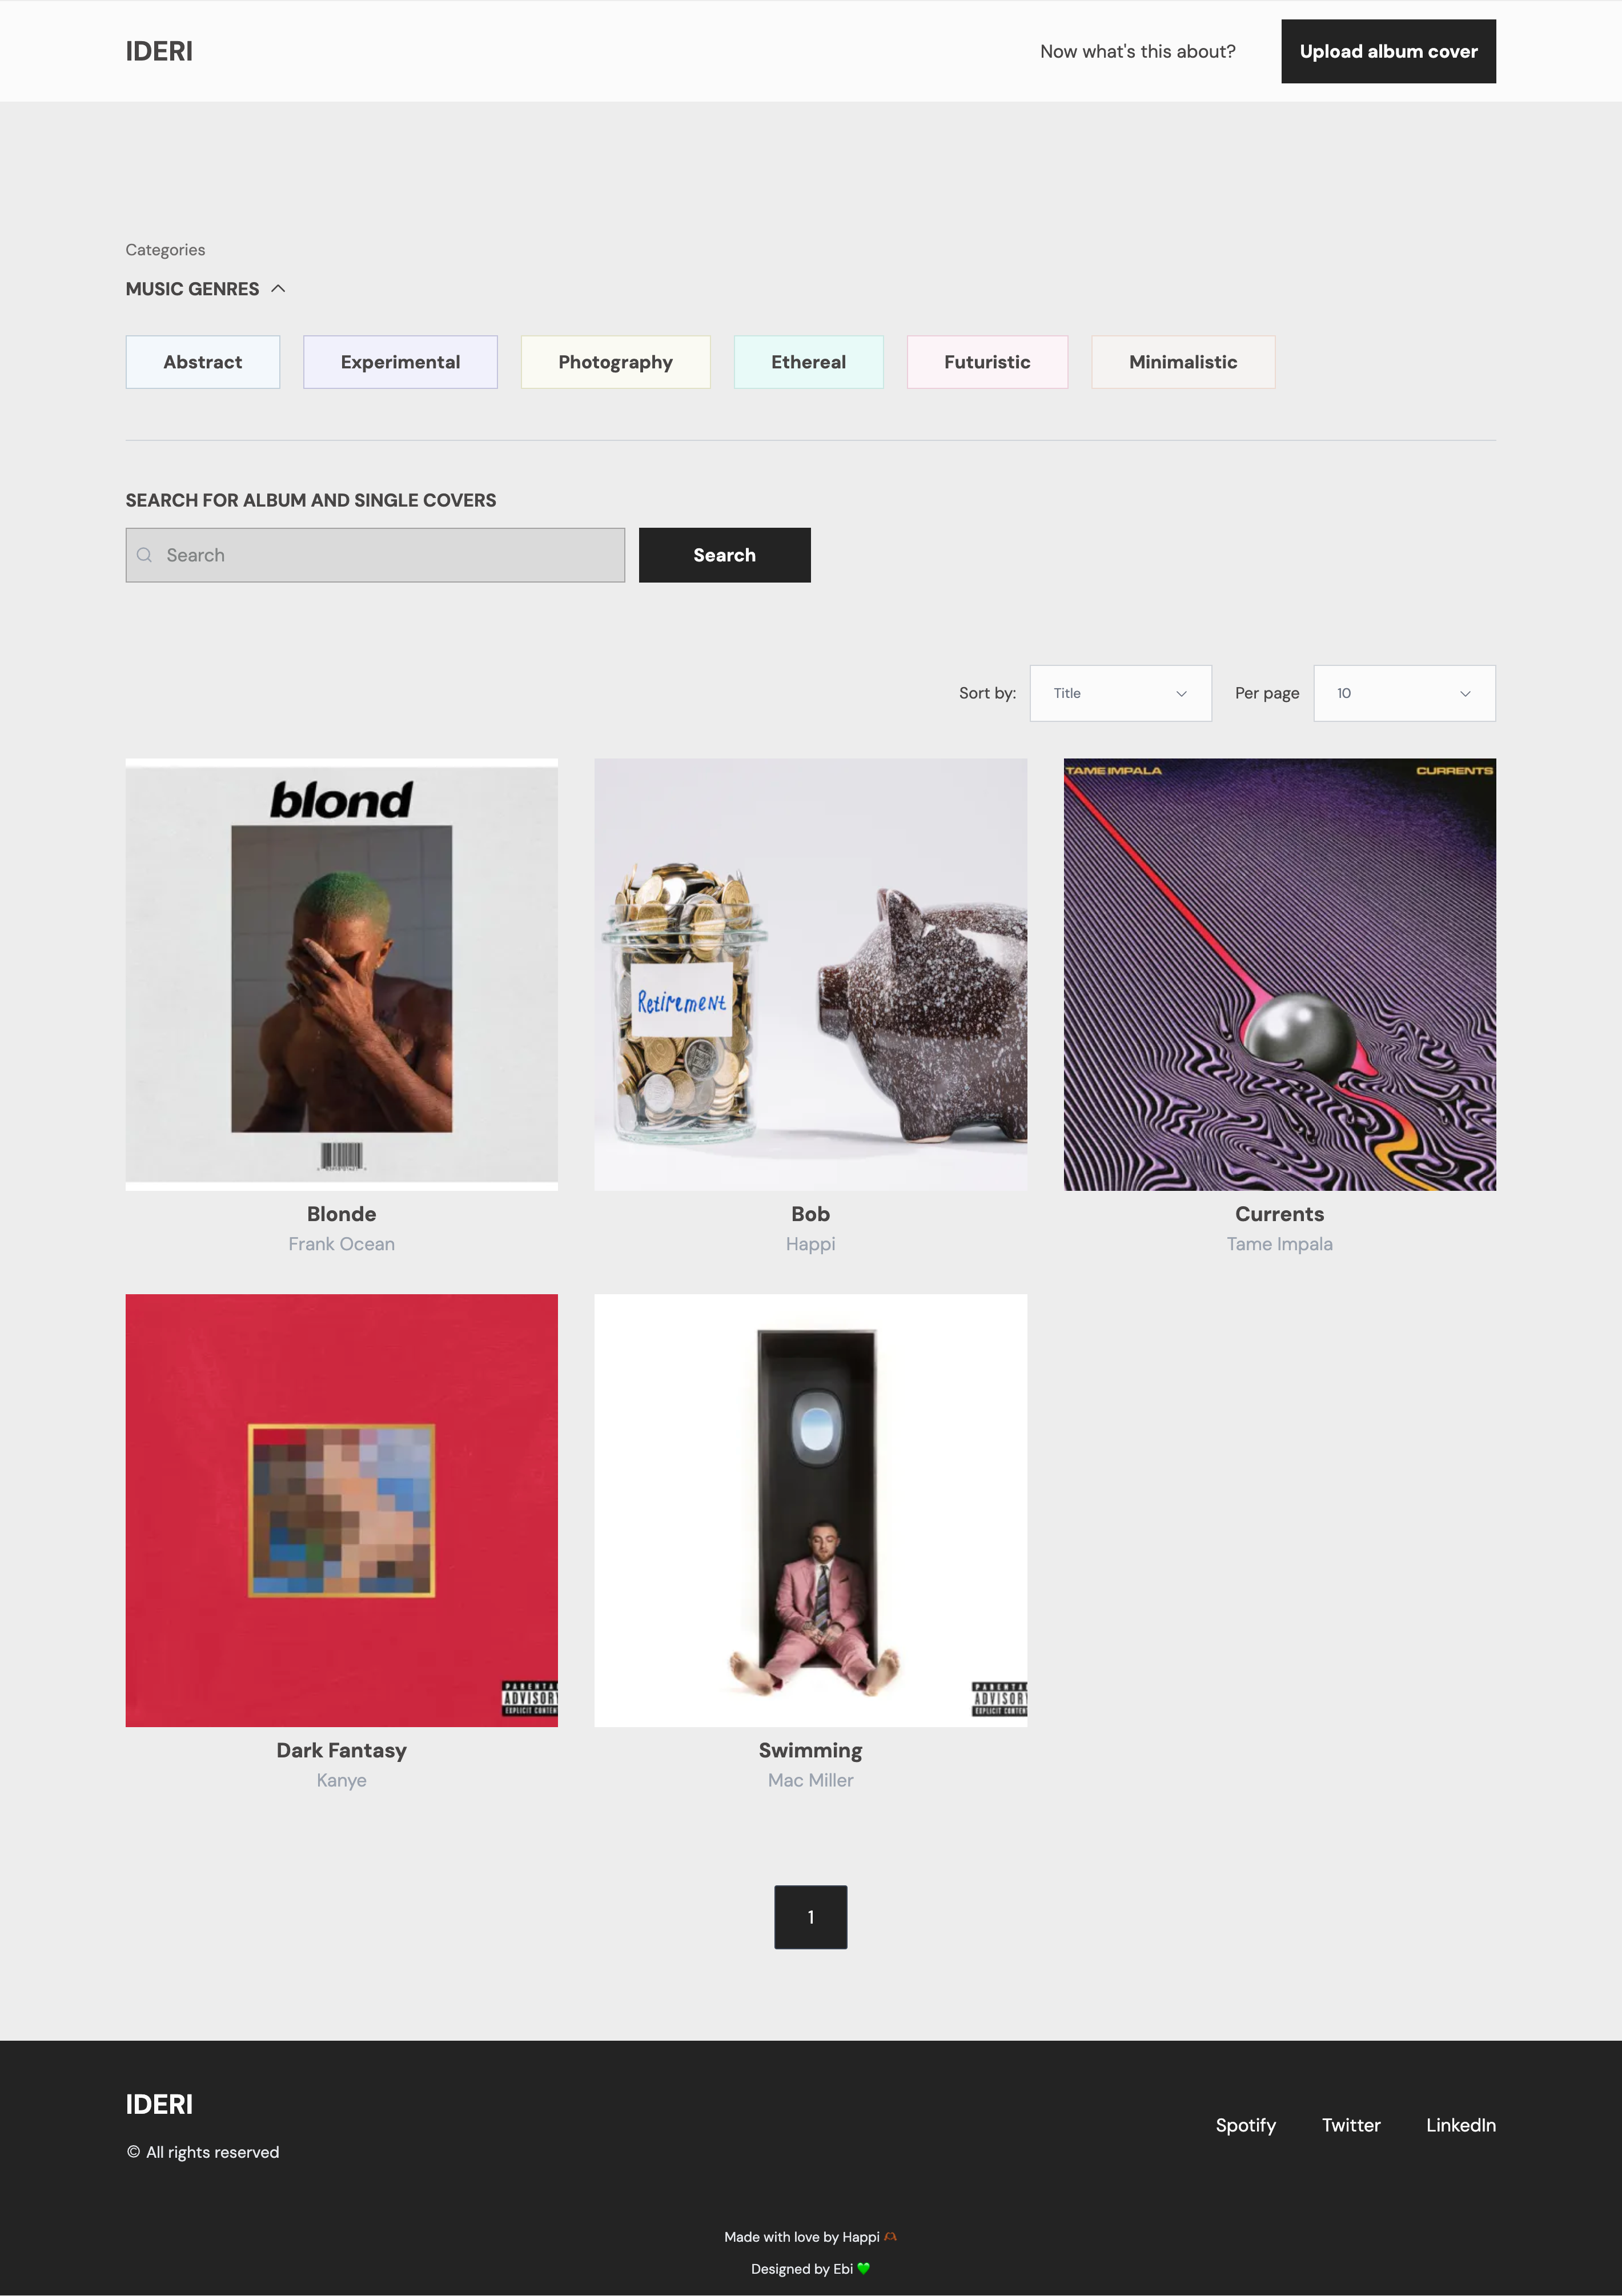 IDERI
Now what's this about?
Upload album cover
Categories
MUSIC GENRES
Abstract
Experimental
Photography
Ethereal
Futuristic
Minimalistic
SEARCH FOR ALBUM AND SINGLE COVERS
Search
Search
Sort by:
Title
Per page
10
blond
Retirement
TAME IMPALA
CURRENTS
Blonde
Frank Ocean
Bob
Happi
Currents
Tame Impala
ADVISORY
EXPLICIT CONTENT
ADVISORY
EXPLICIT CONTENT
Dark Fantasy
Kanye
Swimming
Mac Miller
1
IDERI
© All rights reserved
Spotify
Twitter
LinkedIn
Made with love by Happi
Designed by Ebi 💚